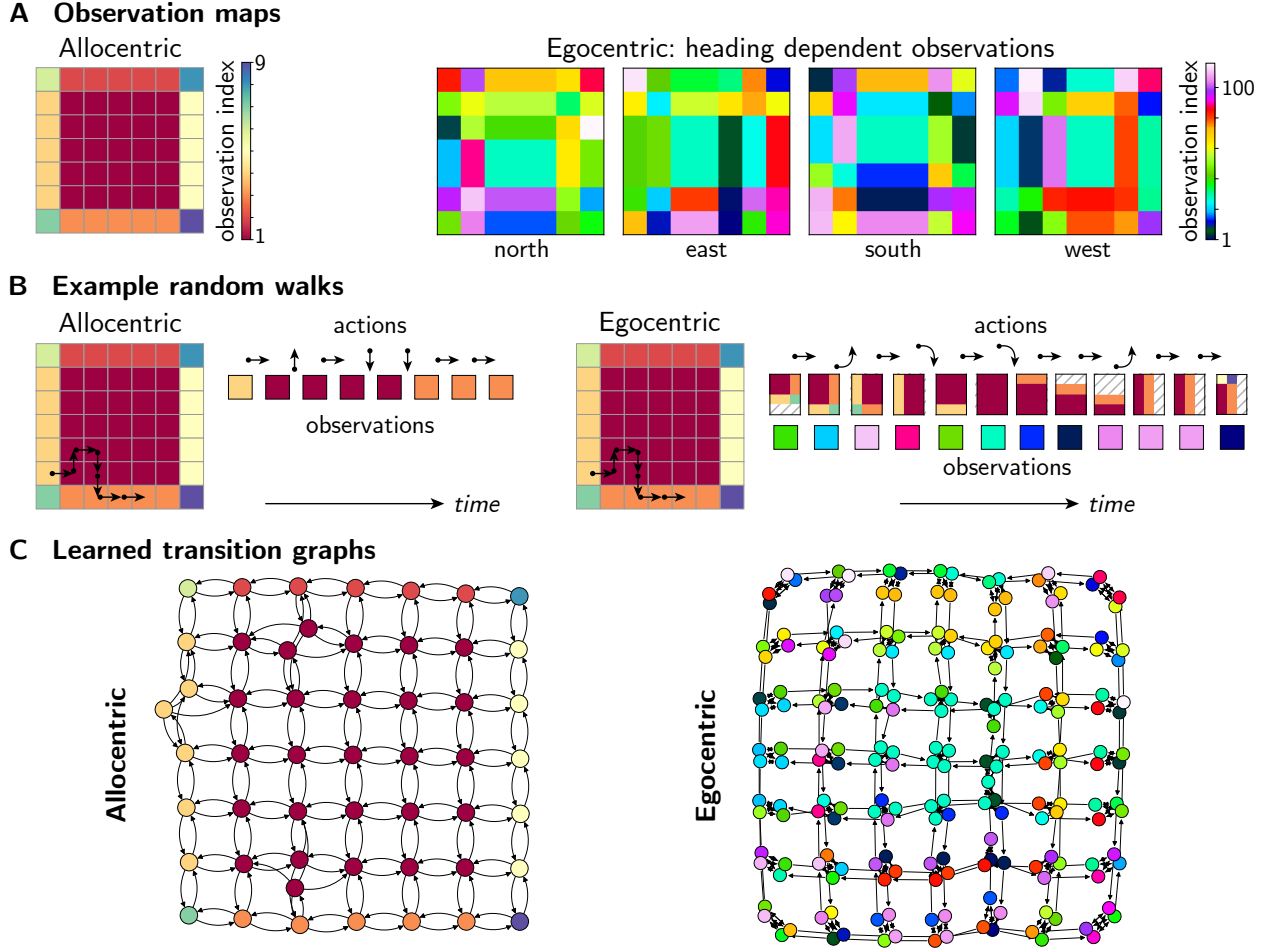 A Observation maps
Allocentric
observation index
9
1
Egocentric: heading dependent observations
north
east
south
west
observation index
100
1
B Example random walks
Allocentric
actions
observations
time
Egocentric
actions
observations
time
C Learned transition graphs
Allocentric
Egocentric